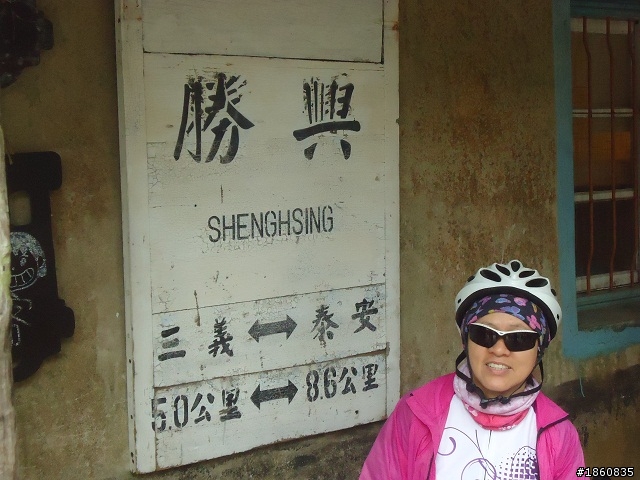 勝 興
SHENGHSING
三義 ↔ 泰安
5.0公里 ↔ 8.6公里
#1860835